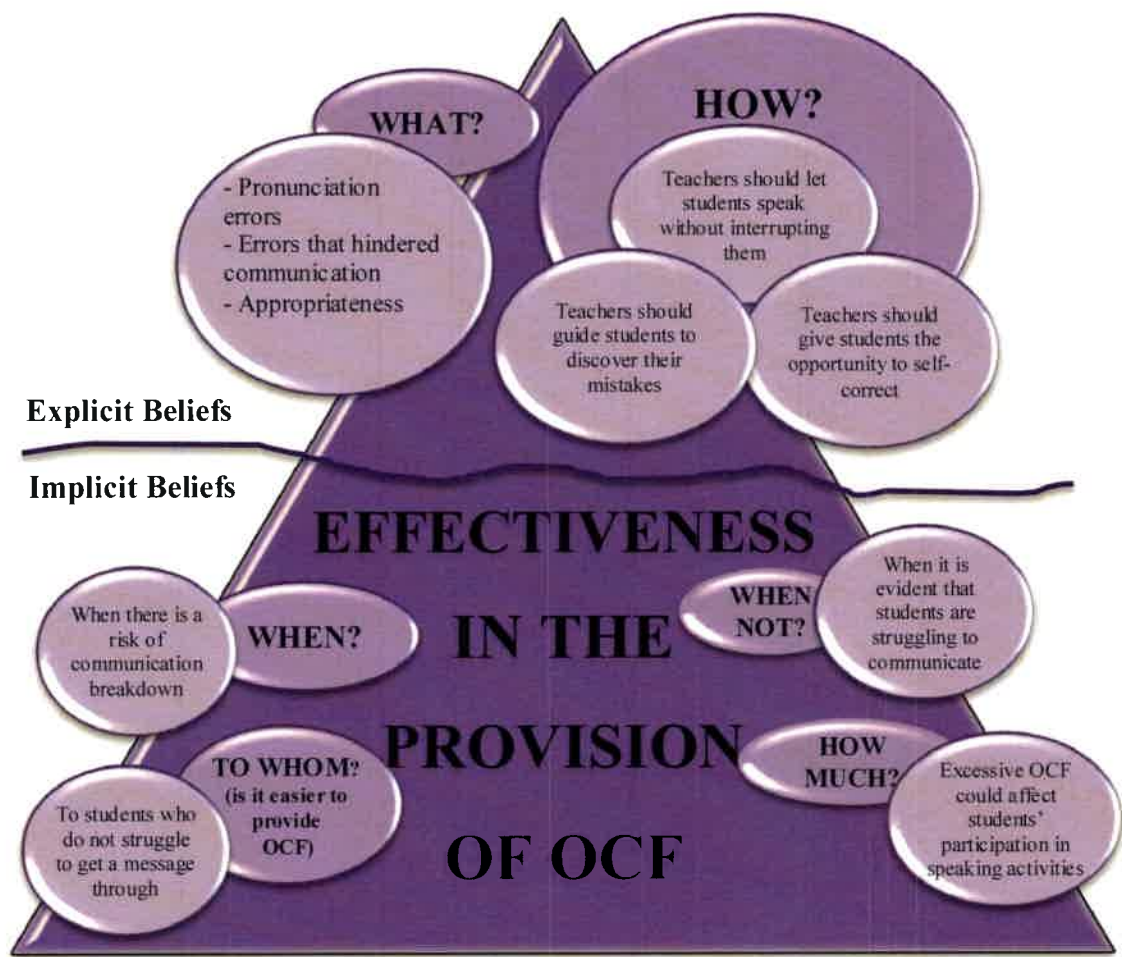 WHAT?
- Pronunciation
errors
- Errors that hindered
communication
- Appropriateness
HOW?
Teachers should let
students speak
without interrupting
them
Teachers should
guide students to
discover their
mistakes
Teachers should
give students the
opportunity to self-
correct
Explicit Beliefs
Implicit Beliefs
EFFECTIVENESS
IN THE
PROVISION
OF OCF
When there is a
risk of
communication
breakdown
WHEN?
WHEN
NOT?
When it is
evident that
students are
struggling to
communicate
To students who
do not struggle
to get a message
through
TO WHOM?
(is it easier to
provide
OCF)
HOW
MUCH?
Excessive OCF
could affect
students'
participation in
speaking activities